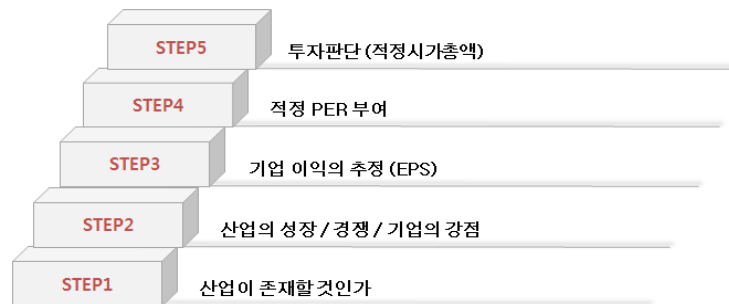 STEP5 투자판단 (적정시가총액)
STEP4 적정 PER 부여
STEP3 기업 이익의 추정 (EPS)
STEP2 산업의 성장 / 경쟁 / 기업의 강점
STEP1 산업이 존재할 것인가